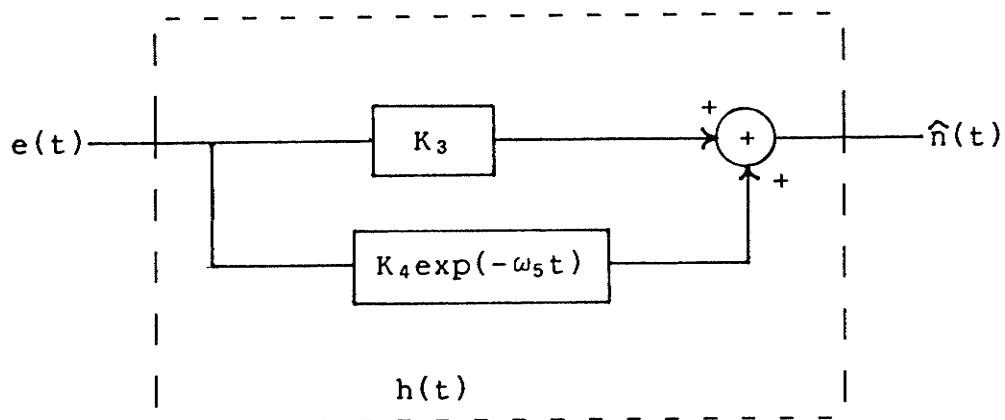 e(t)
K₃
+
+
+
n̂(t)
K₄exp(-ω₅t)
h(t)